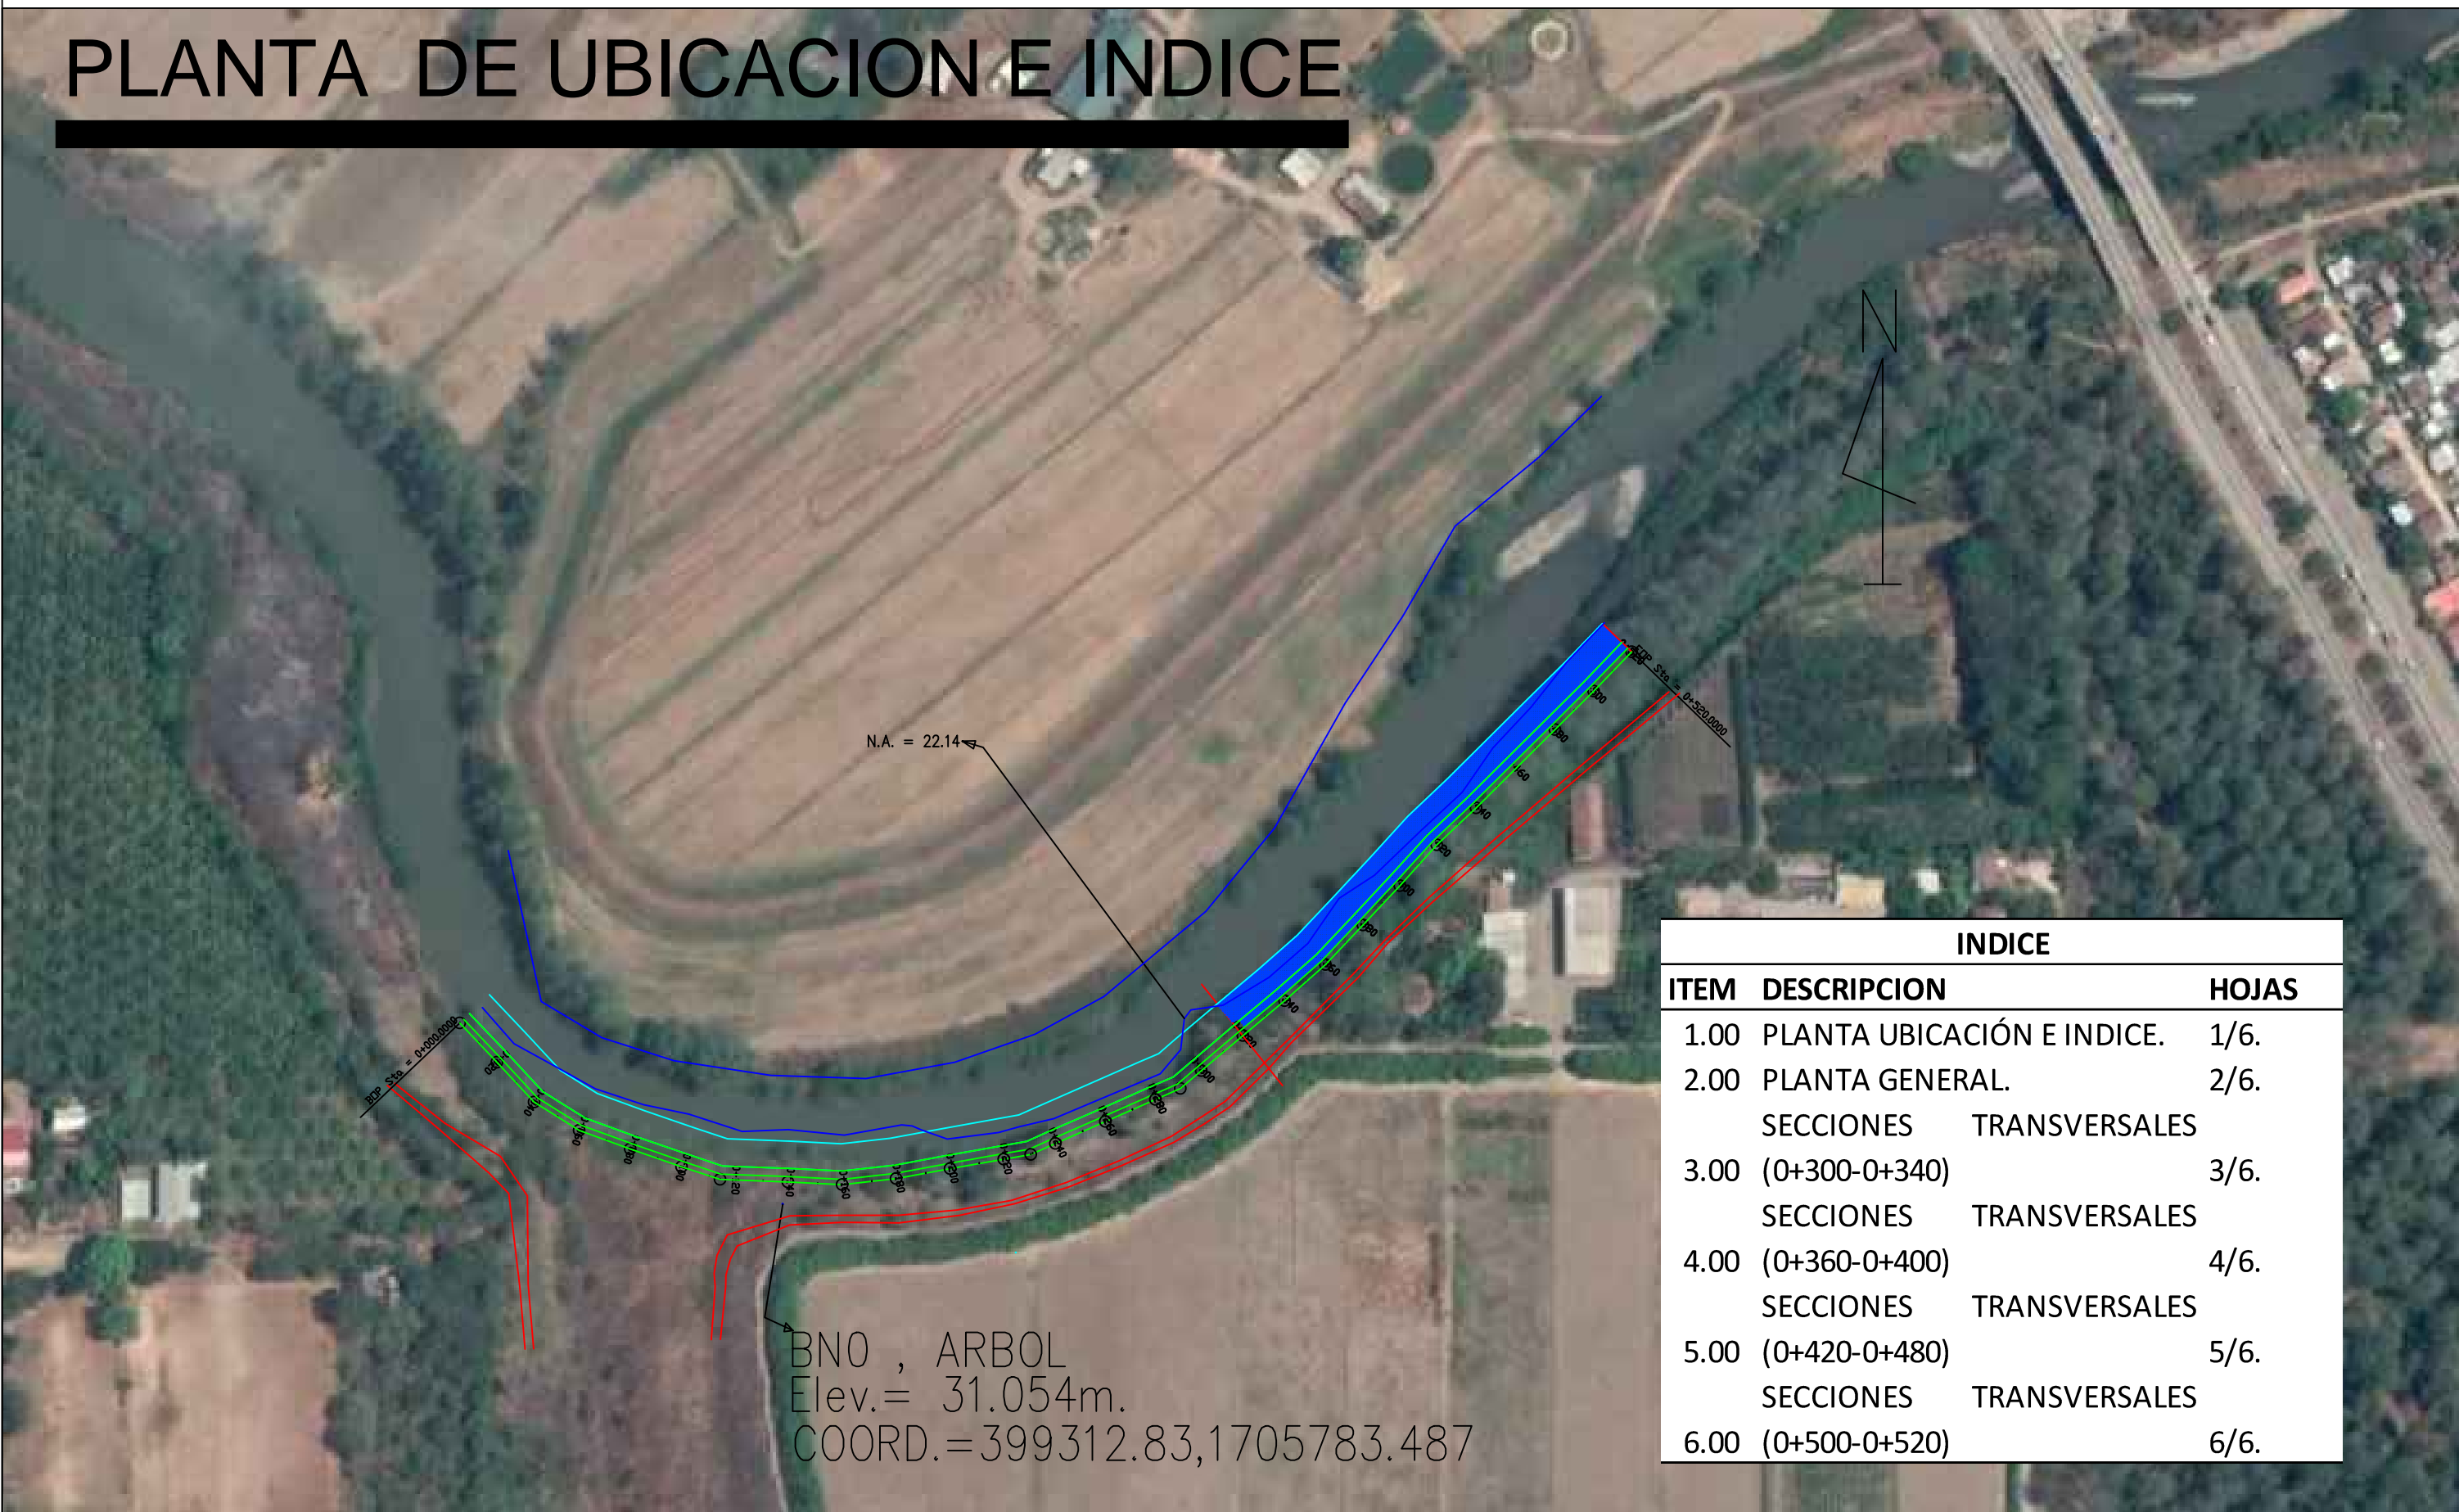 PLANTA DE UBICACION E INDICE
N
N.A. = 22.14
EOP Sta = 0+520.0000
BOP Sta = 0+000.0000
BN0 , ARBOL
Elev.= 31.054m.
COORD.=399312.83,1705783.487
INDICE
ITEM DESCRIPCION HOJAS
1.00 PLANTA UBICACIÓN E INDICE. 1/6.
2.00 PLANTA GENERAL. 2/6.
SECCIONES TRANSVERSALES
3.00 (0+300-0+340) 3/6.
SECCIONES TRANSVERSALES
4.00 (0+360-0+400) 4/6.
SECCIONES TRANSVERSALES
5.00 (0+420-0+480) 5/6.
SECCIONES TRANSVERSALES
6.00 (0+500-0+520) 6/6.